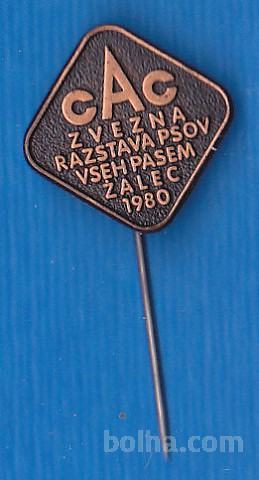 CAC
ZVEZNA
RAZSTAVA PSOV
VSEH PASEM
ŽALEC
1980
bolha.com